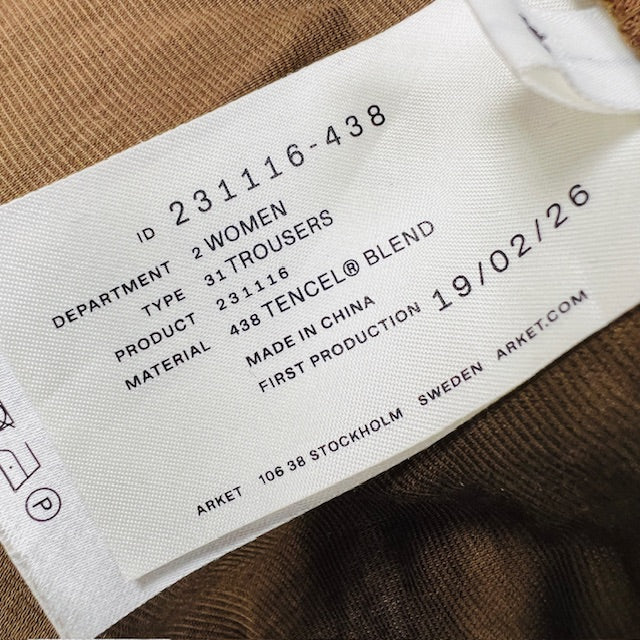 ID 231116-438
DEPARTMENT 2 WOMEN
TYPE 31 TROUSERS
PRODUCT 231116
MATERIAL 438 TENCEL® BLEND
MADE IN CHINA
FIRST PRODUCTION 19/02/26
ARKET 106 38 STOCKHOLM SWEDEN ARKET.COM
P